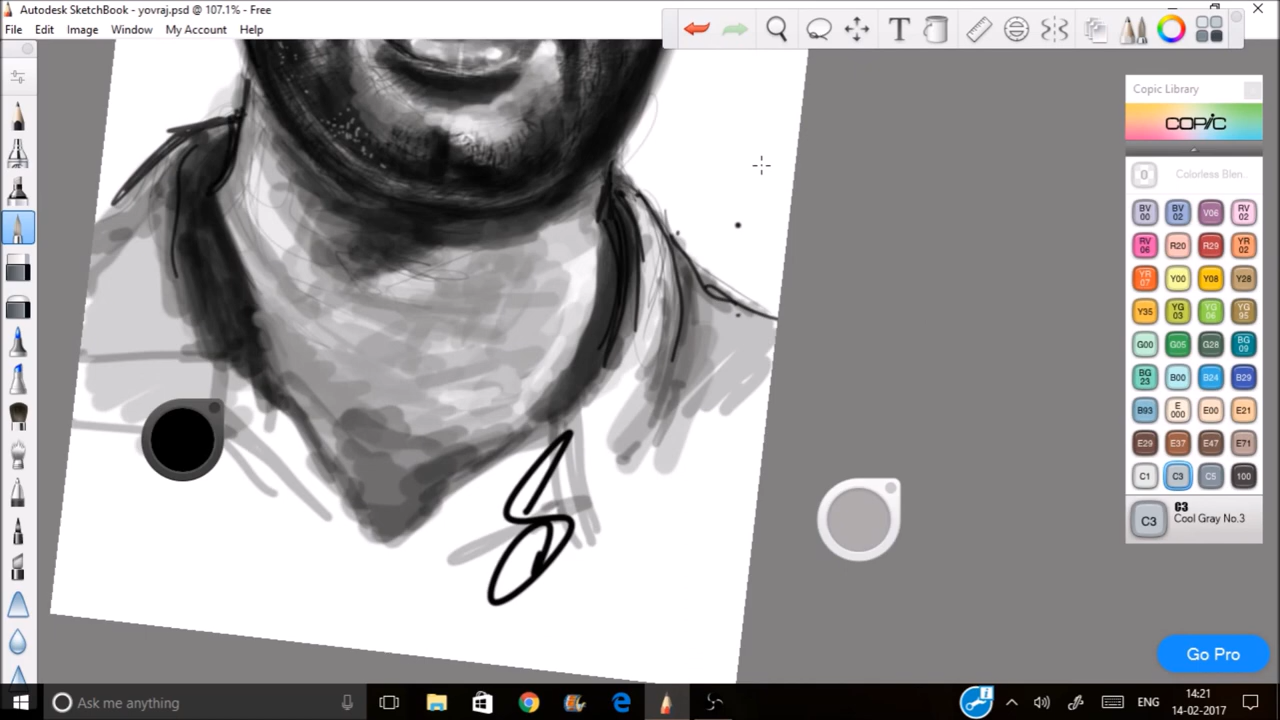 Autodesk SketchBook - yovraj.psd @ 107.1% - Free
File Edit Image Window My Account Help
T
Copic Library
COPIC
0 Colorless Blen
BV 00 BV 02 V06 RV 02
RV 06 R20 R29 YR 02
YR 07 Y00 Y08 Y28
Y35 YG 03 YG 06 YG 95
G00 G05 G28 BG 09
BG 23 B00 B24 B29
B93 E 000 E00 E21
E29 E37 E47 E71
C1 C3 C5 100
C3 C3
Cool Gray No.3
Go Pro
Ask me anything
ENG
14:21
14-02-2017